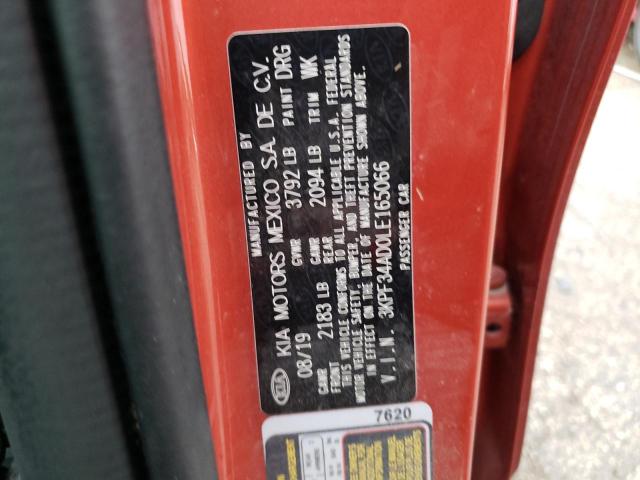 MANUFACTURED BY
KIA KIA MOTORS MEXICO S.A. DE C.V.
08/19 GVWR 3792 LB PAINT DRG
GAWR FRONT 2183 LB GAWR REAR 2094 LB TRIM WK
THIS VEHICLE CONFORMS TO ALL APPLICABLE U.S.A. FEDERAL
MOTOR VEHICLE SAFETY, BUMPER, AND THEFT PREVENTION STANDARDS
IN EFFECT ON THE DATE OF MANUFACTURE SHOWN ABOVE.
V.I.N. 3KPF34AD0LE165066
PASSENGER CAR
7620